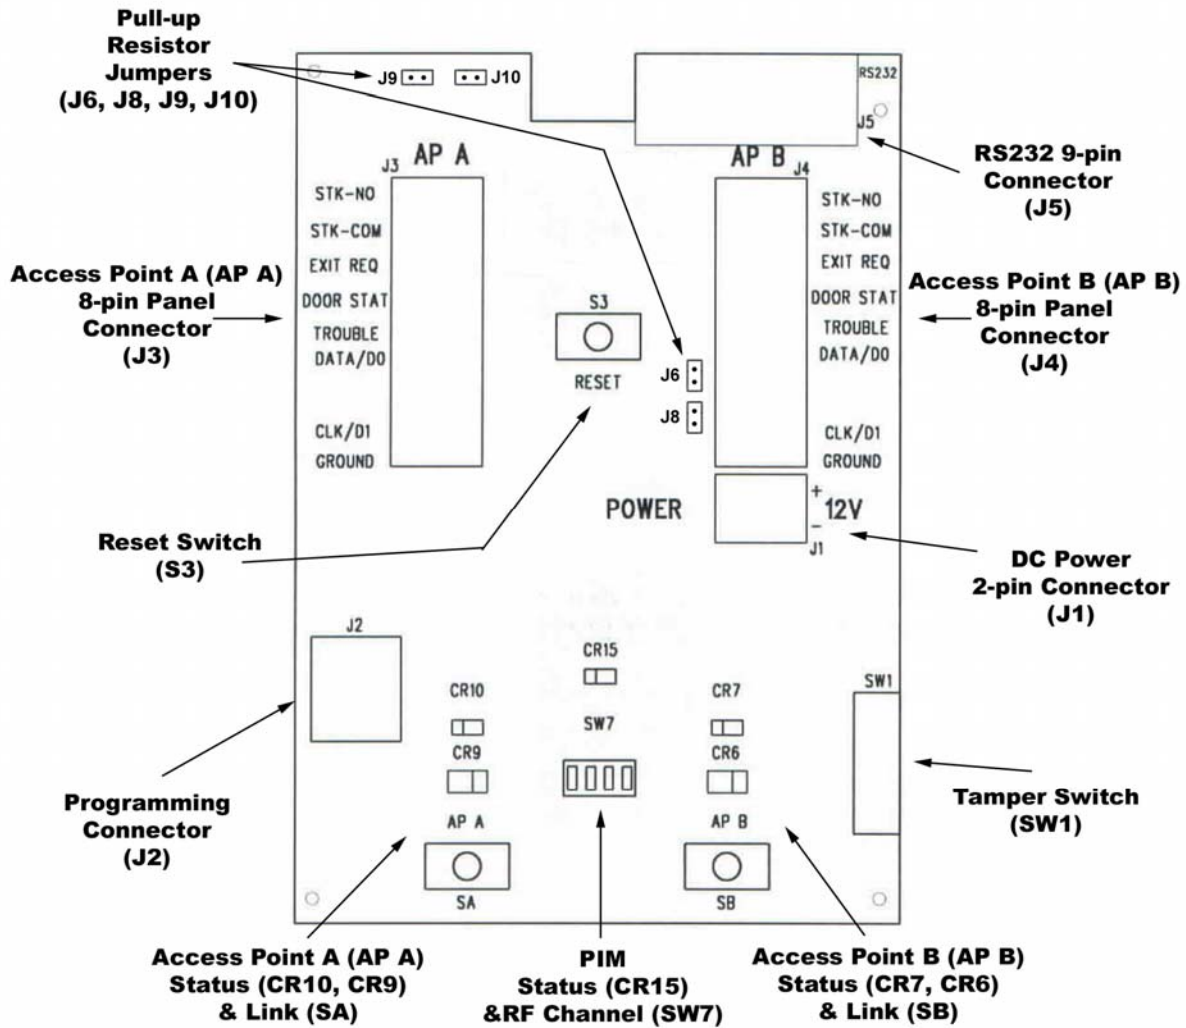 Pull-up
Resistor
Jumpers
(J6, J8, J9, J10)
J9
J10
RS232
J5
RS232 9-pin
Connector
(J5)
J3
AP A
AP B
J4
STK-NO
STK-COM
EXIT REQ
DOOR STAT
TROUBLE
DATA/D0
CLK/D1
GROUND
STK-NO
STK-COM
EXIT REQ
DOOR STAT
TROUBLE
DATA/D0
CLK/D1
GROUND
Access Point A (AP A)
8-pin Panel
Connector
(J3)
Access Point B (AP B)
8-pin Panel
Connector
(J4)
S3
RESET
J6
J8
POWER
+
12V
-
J1
Reset Switch
(S3)
DC Power
2-pin Connector
(J1)
J2
CR15
CR10
CR7
SW1
SW7
CR9
CR6
AP A
AP B
SA
SB
Programming
Connector
(J2)
Tamper Switch
(SW1)
Access Point A (AP A)
Status (CR10, CR9)
& Link (SA)
PIM
Status (CR15)
&RF Channel (SW7)
Access Point B (AP B)
Status (CR7, CR6)
& Link (SB)